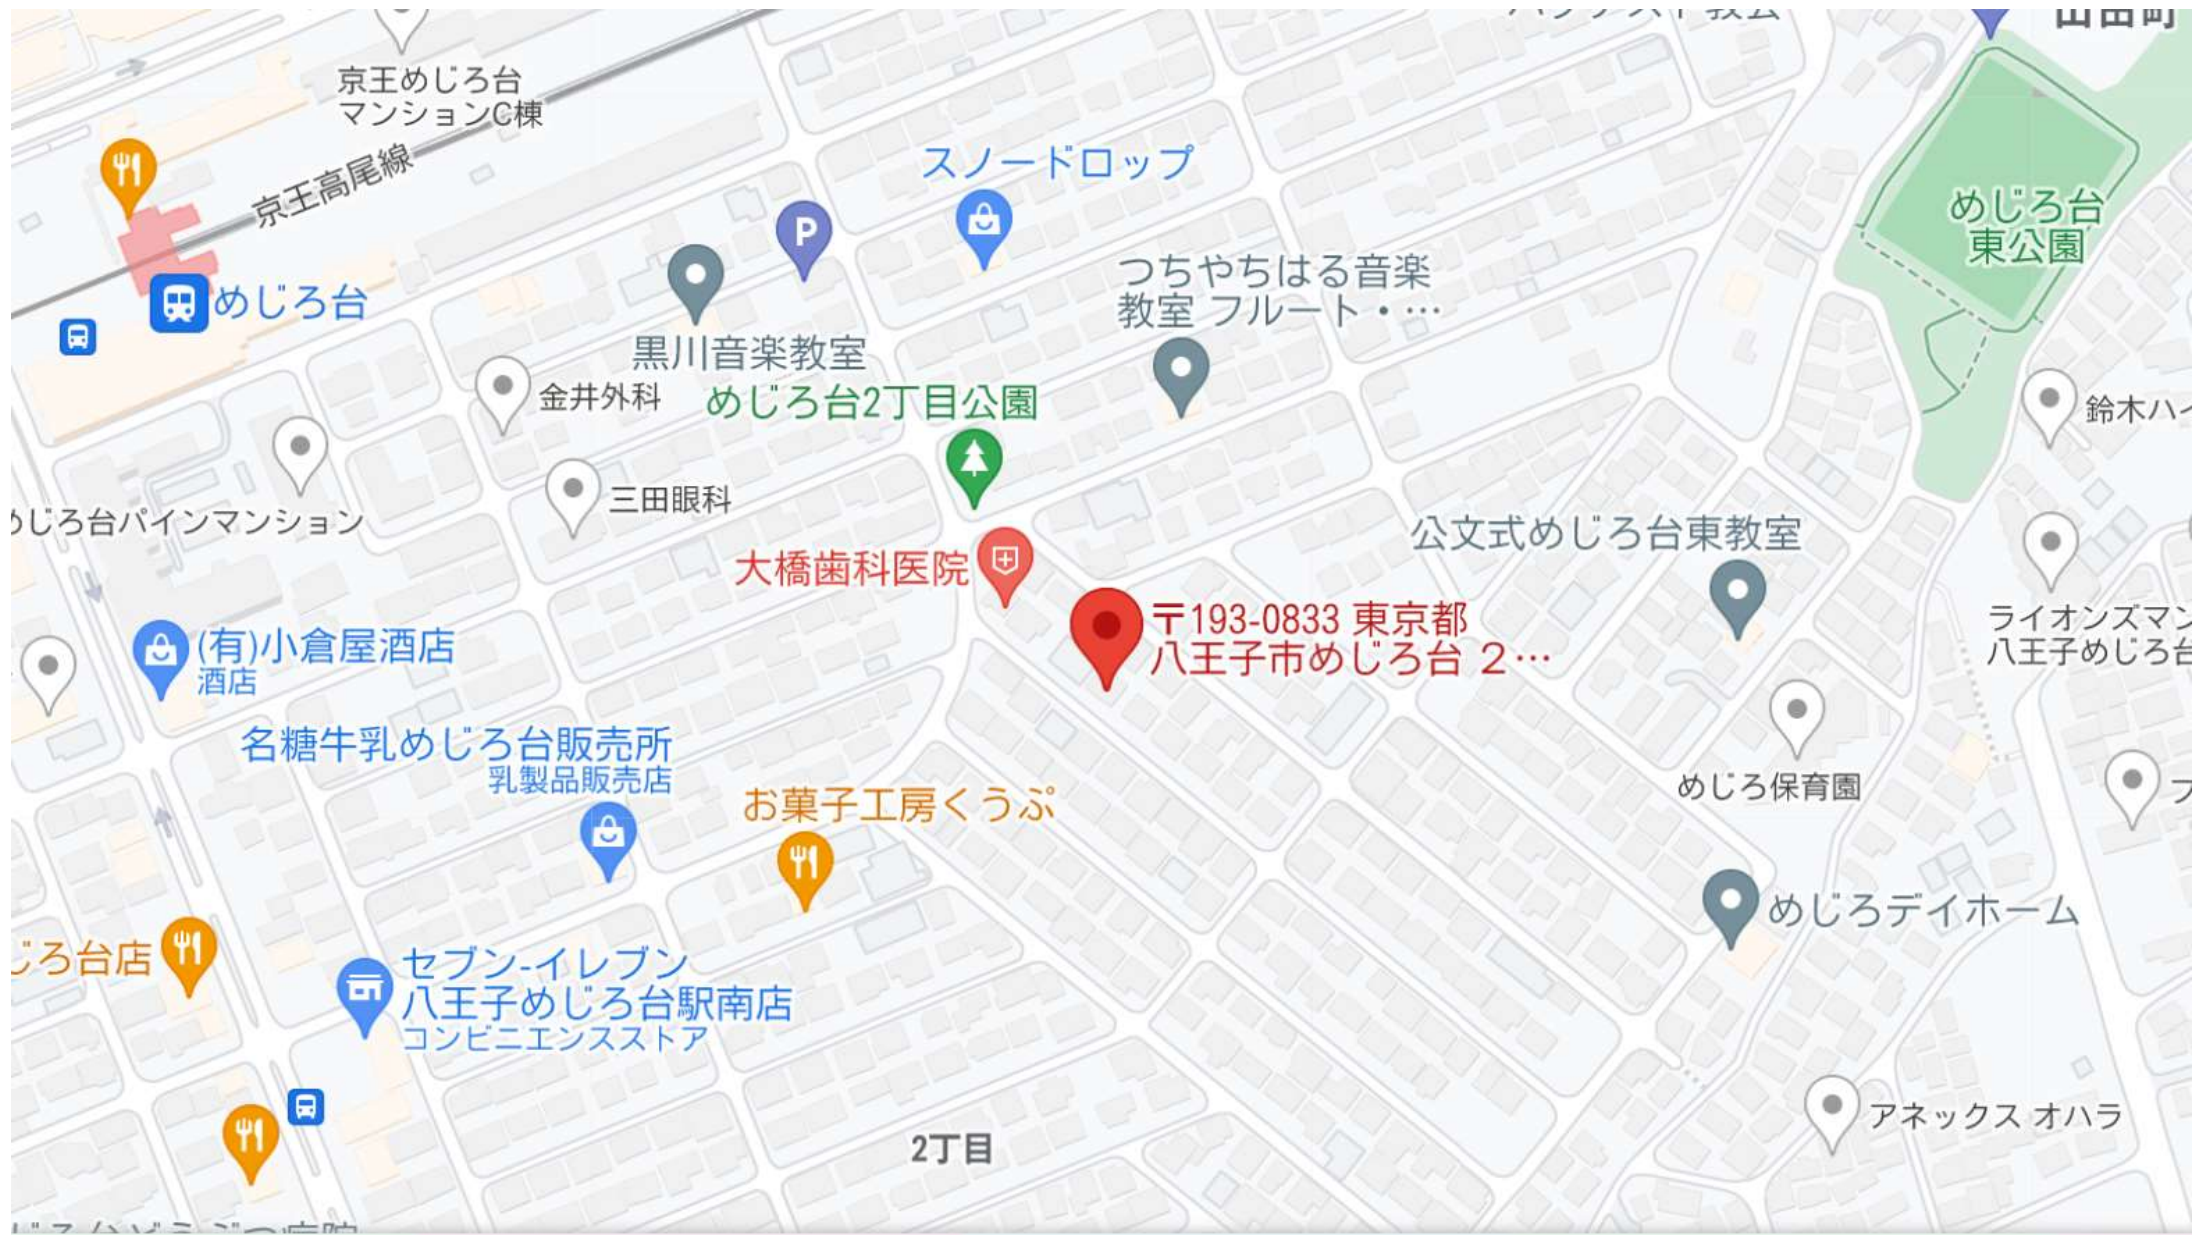 京王めじろ台
マンションC棟
京王高尾線
スノードロップ
めじろ台
東公園
P
つちやちはる音楽
教室 フルート・…
めじろ台
黒川音楽教室
金井外科
めじろ台2丁目公園
鈴木ハイ
三田眼科
めじろ台パインマンション
公文式めじろ台東教室
大橋歯科医院
〒193-0833 東京都
八王子市めじろ台 2…
ライオンズマン
八王子めじろ台
(有)小倉屋酒店
酒店
名糖牛乳めじろ台販売所
乳製品販売店
めじろ保育園
お菓子工房くうぷ
めじろデイホーム
じろ台店
セブン-イレブン
八王子めじろ台駅南店
コンビニエンスストア
アネックス オハラ
2丁目